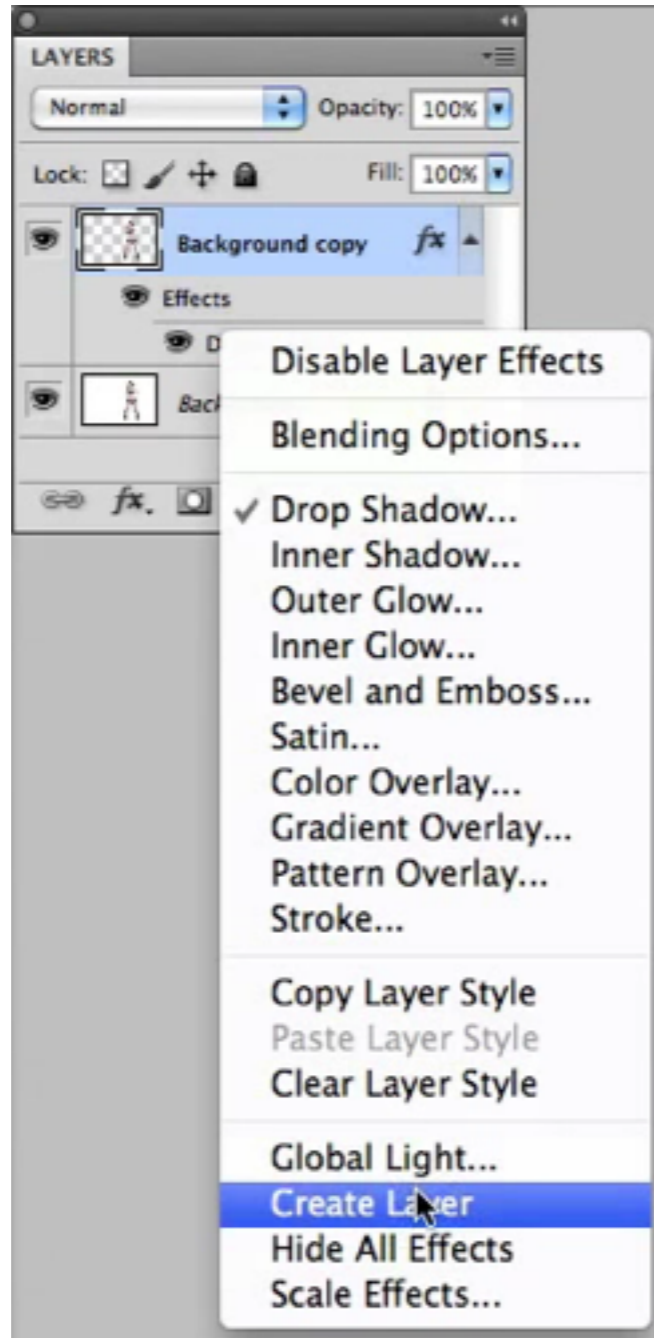 LAYERS
Normal Opacity: 100%
Lock: Fill: 100%
Background copy fx
Effects
D
Back
fx.
Disable Layer Effects
Blending Options...
✓ Drop Shadow...
Inner Shadow...
Outer Glow...
Inner Glow...
Bevel and Emboss...
Satin...
Color Overlay...
Gradient Overlay...
Pattern Overlay...
Stroke...
Copy Layer Style
Paste Layer Style
Clear Layer Style
Global Light...
Create Layer
Hide All Effects
Scale Effects...